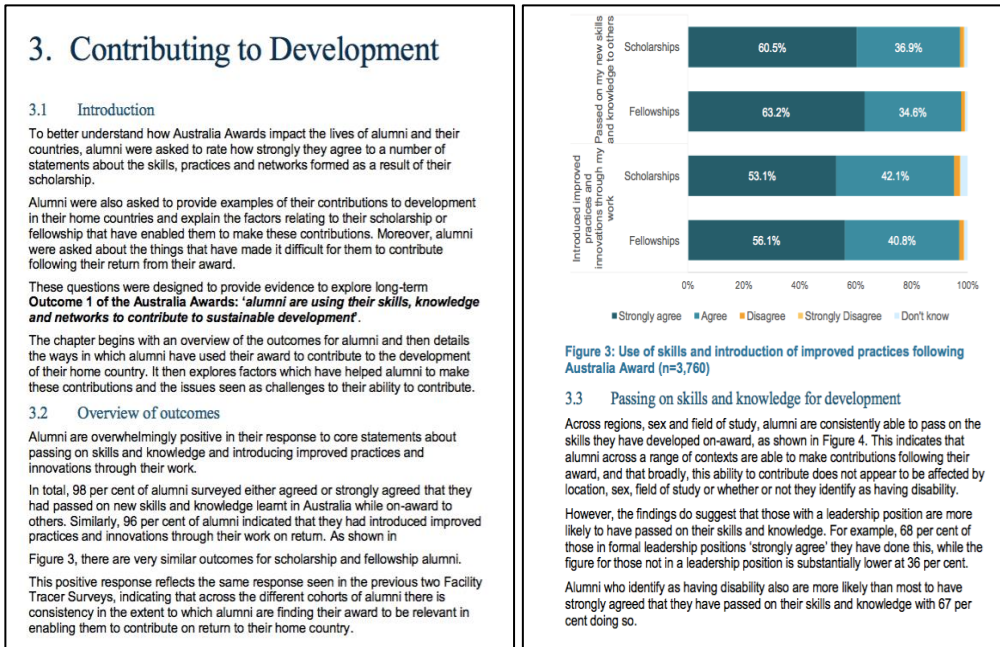 3. Contributing to Development
3.1 Introduction
To better understand how Australia Awards impact the lives of alumni and their
countries, alumni were asked to rate how strongly they agree to a number of
statements about the skills, practices and networks formed as a result of their
scholarship.
Alumni were also asked to provide examples of their contributions to development
in their home countries and explain the factors relating to their scholarship or
fellowship that have enabled them to make these contributions. Moreover, alumni
were asked about the things that have made it difficult for them to contribute
following their return from their award.
These questions were designed to provide evidence to explore long-term
Outcome 1 of the Australia Awards: 'alumni are using their skills, knowledge
and networks to contribute to sustainable development'.
The chapter begins with an overview of the outcomes for alumni and then details
the ways in which alumni have used their award to contribute to the development
of their home country. It then explores factors which have helped alumni to make
these contributions and the issues seen as challenges to their ability to contribute.
3.2 Overview of outcomes
Alumni are overwhelmingly positive in their response to core statements about
passing on skills and knowledge and introducing improved practices and
innovations through their work.
In total, 98 per cent of alumni surveyed either agreed or strongly agreed that they
had passed on new skills and knowledge learnt in Australia while on-award to
others. Similarly, 96 per cent of alumni indicated that they had introduced improved
practices and innovations through their work on return. As shown in
Figure 3, there are very similar outcomes for scholarship and fellowship alumni.
This positive response reflects the same response seen in the previous two Facility
Tracer Surveys, indicating that across the different cohorts of alumni there is
consistency in the extent to which alumni are finding their award to be relevant in
enabling them to contribute on return to their home country.
Passed on my new skills
and knowledge to others
Scholarships 60.5% 36.9%
Fellowships 63.2% 34.6%
Introduced improved
practices and
innovations through my
work
Scholarships 53.1% 42.1%
Fellowships 56.1% 40.8%
0% 20% 40% 60% 80% 100%
Strongly agree Agree Disagree Strongly Disagree Don't know
Figure 3: Use of skills and introduction of improved practices following
Australia Award (n=3,760)
3.3 Passing on skills and knowledge for development
Across regions, sex and field of study, alumni are consistently able to pass on the
skills they have developed on-award, as shown in Figure 4. This indicates that
alumni across a range of contexts are able to make contributions following their
award, and that broadly, this ability to contribute does not appear to be affected by
location, sex, field of study or whether or not they identify as having disability.
However, the findings do suggest that those with a leadership position are more
likely to have passed on their skills and knowledge. For example, 68 per cent of
those in formal leadership positions 'strongly agree' they have done this, while the
figure for those not in a leadership position is substantially lower at 36 per cent.
Alumni who identify as having disability also are more likely than most to have
strongly agreed that they have passed on their skills and knowledge with 67 per
cent doing so.